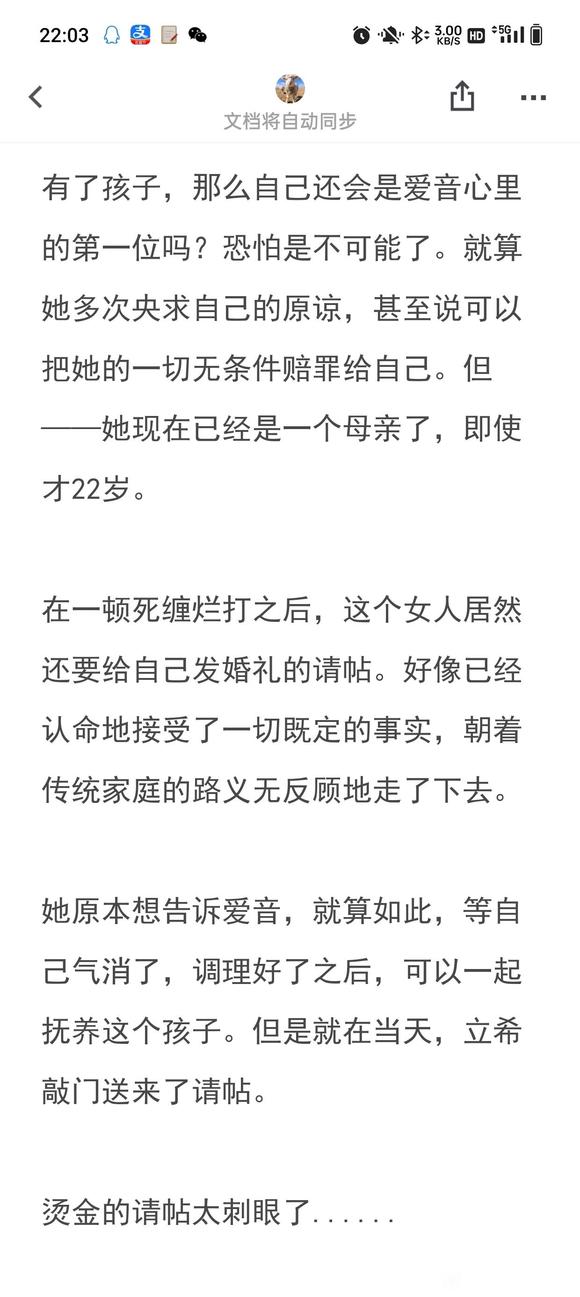 22:03
3.00
KB/S
HD
5G
文档将自动同步
有了孩子，那么自己还会是爱音心里
的第一位吗？恐怕是不可能了。就算
她多次央求自己的原谅，甚至说可以
把她的一切无条件赔罪给自己。但
——她现在已经是一个母亲了，即使
才22岁。
在一顿死缠烂打之后，这个女人居然
还要给自己发婚礼的请帖。好像已经
认命地接受了一切既定的事实，朝着
传统家庭的路义无反顾地走了下去。
她原本想告诉爱音，就算如此，等自
己气消了，调理好了之后，可以一起
抚养这个孩子。但是就在当天，立希
敲门送来了请帖。
烫金的请帖太刺眼了......